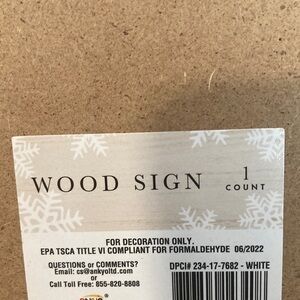 WOOD SIGN 1
COUNT
FOR DECORATION ONLY.
EPA TSCA TITLE VI COMPLIANT FOR FORMALDEHYDE 06/2022
QUESTIONS or COMMENTS?
Email: cs@ankyoltd.com
or
Call Toll Free: 855-820-8808
DPCI# 234-17-7682 - WHITE